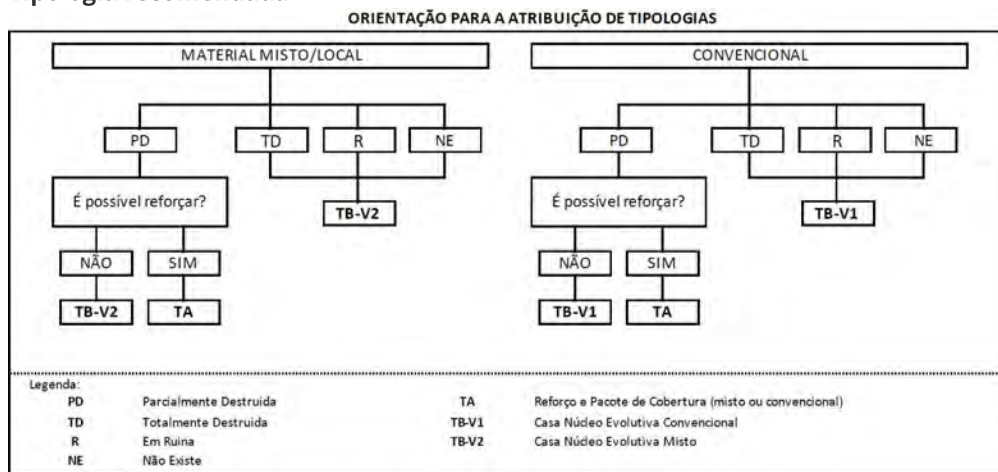 ORIENTAÇÃO PARA A ATRIBUIÇÃO DE TIPOLOGIAS
MATERIAL MISTO/LOCAL
CONVENCIONAL
PD
TD
R
NE
PD
TD
R
NE
É possível reforçar?
TB-V2
É possível reforçar?
TB-V1
NÃO
SIM
NÃO
SIM
TB-V2
TA
TB-V1
TA
Legenda:
PD Parcialmente Destruida TA Reforço e Pacote de Cobertura (misto ou convencional)
TD Totalmente Destruida TB-V1 Casa Núcleo Evolutiva Convencional
R Em Ruina TB-V2 Casa Núcleo Evolutiva Misto
NE Não Existe